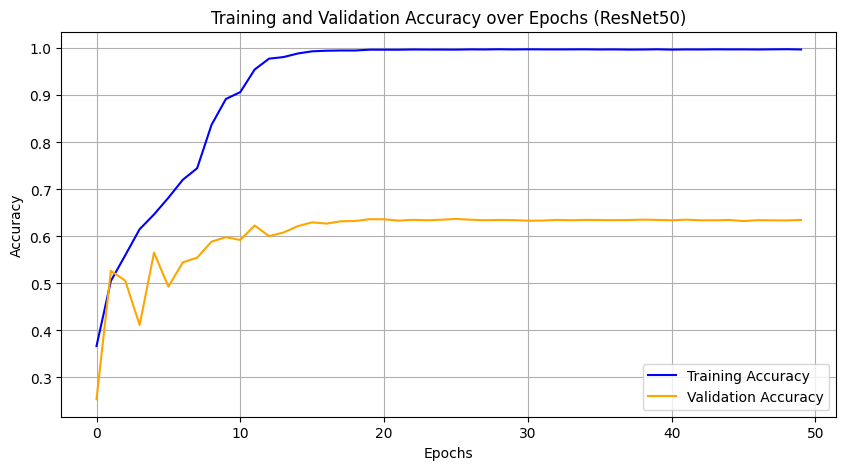 Training and Validation Accuracy over Epochs (ResNet50)
Accuracy
1.0
0.9
0.8
0.7
0.6
0.5
0.4
0.3
0 10 20 30 40 50
Epochs
Training Accuracy
Validation Accuracy